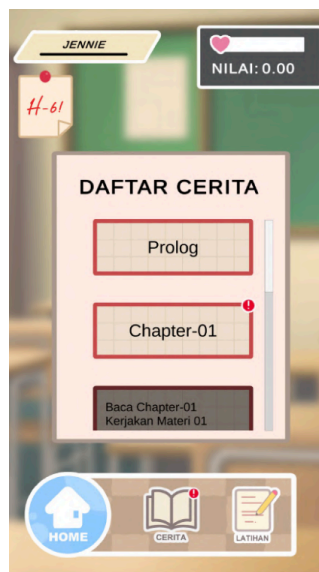 JENNIE
NILAI: 0.00
H-61
DAFTAR CERITA
Prolog
Chapter-01
Baca Chapter-01
Kerjakan Materi 01
HOME
CERITA
LATIHAN